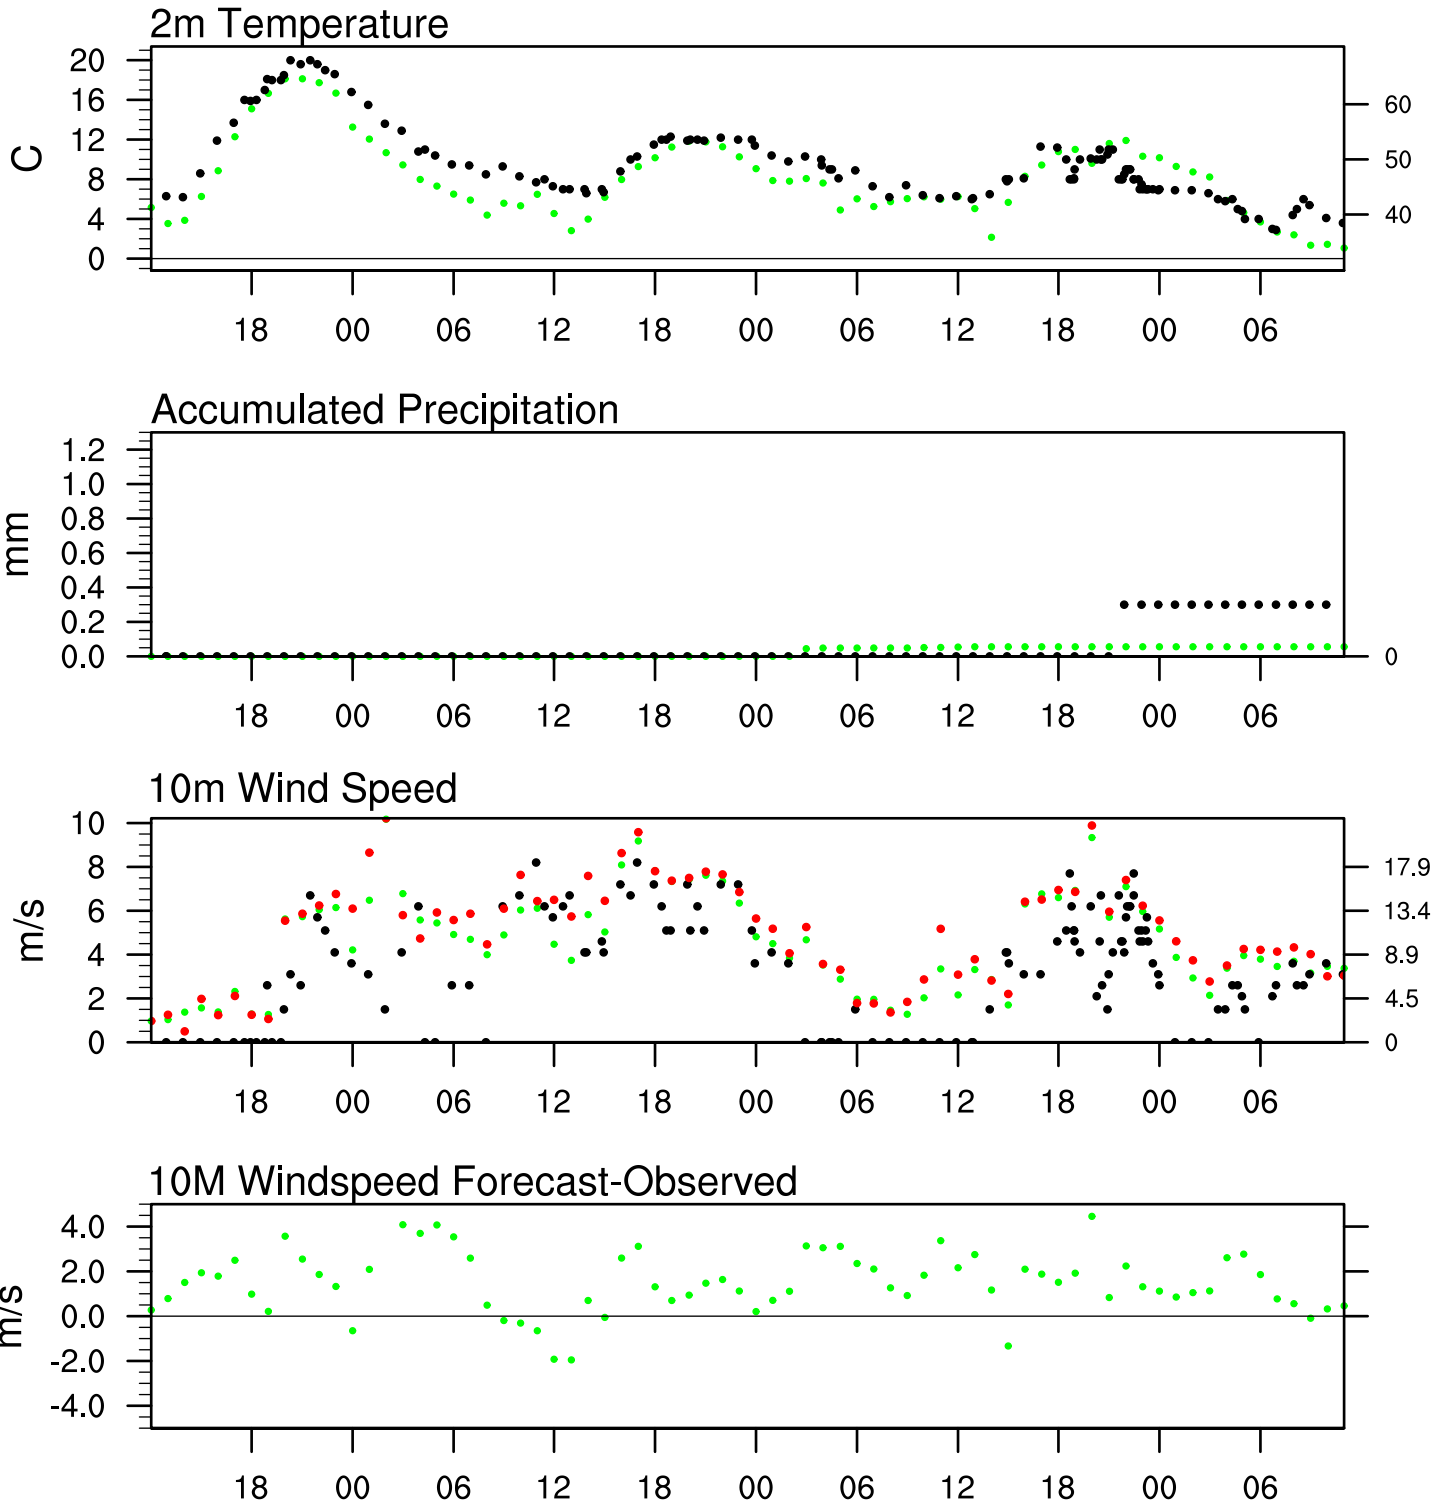 2m Temperature
20
16
12
8
4
0
C
60
50
40
18 00 06 12 18 00 06 12 18 00 06
Accumulated Precipitation
1.2
1.0
0.8
0.6
0.4
0.2
0.0
mm
0
18 00 06 12 18 00 06 12 18 00 06
10m Wind Speed
10
8
6
4
2
0
m/s
17.9
13.4
8.9
4.5
0
18 00 06 12 18 00 06 12 18 00 06
10M Windspeed Forecast-Observed
4.0
2.0
0.0
-2.0
-4.0
m/s
18 00 06 12 18 00 06 12 18 00 06